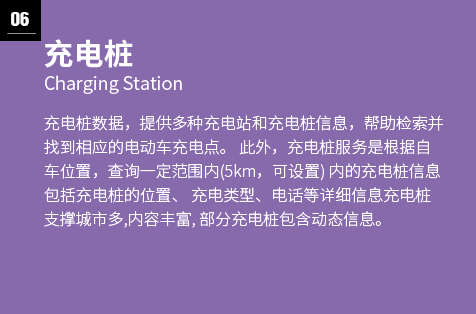 06
充电桩
Charging Station
充电桩数据，提供多种充电站和充电桩信息，帮助检索并
找到相应的电动车充电点。 此外，充电桩服务是根据自
车位置，查询一定范围内(5km，可设置) 内的充电桩信息
包括充电桩的位置、 充电类型、电话等详细信息充电桩
支撑城市多,内容丰富, 部分充电桩包含动态信息。